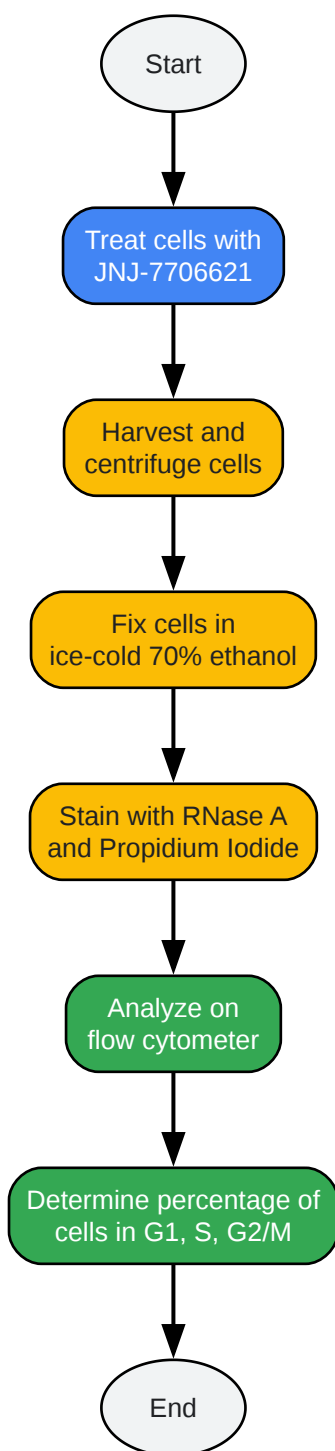 Start
Treat cells with
JNJ-7706621
Harvest and
centrifuge cells
Fix cells in
ice-cold 70% ethanol
Stain with RNase A
and Propidium Iodide
Analyze on
flow cytometer
Determine percentage of
cells in G1, S, G2/M
End